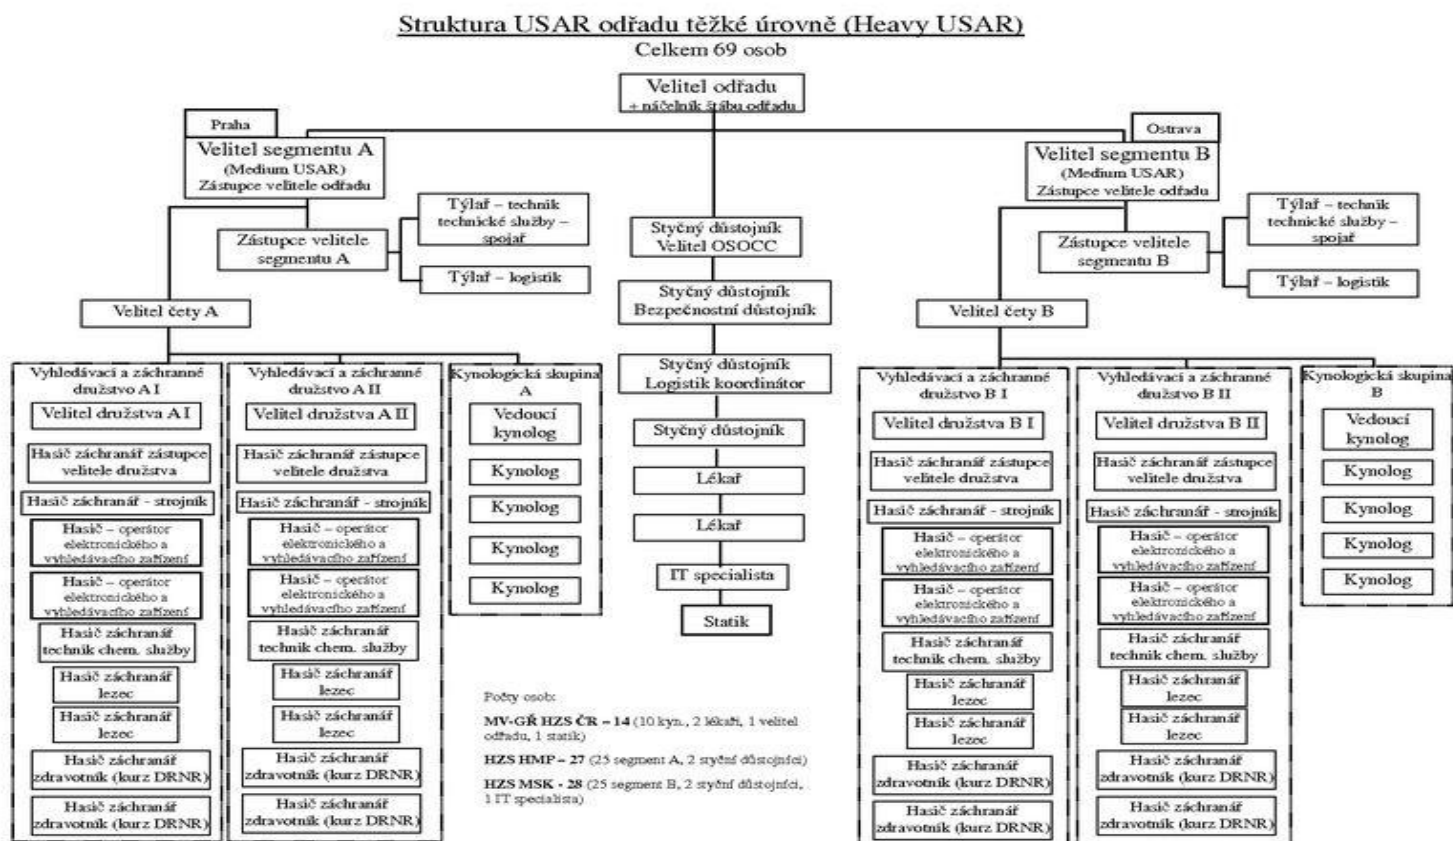 Struktura USAR odřadu těžké úrovně (Heavy USAR)
Celkem 69 osob
Velitel odřadu
+ náčelník štábu odřadu
Praha
Velitel segmentu A
(Medium USAR)
Zástupce velitele odřadu
Týlař – technik
technické služby –
spojař
Zástupce velitele
segmentu A
Týlař – logistik
Velitel čety A
Ostrava
Velitel segmentu B
(Medium USAR)
Zástupce velitele odřadu
Týlař – technik
technické služby –
spojař
Zástupce velitele
segmentu B
Týlař – logistik
Velitel čety B
Styčný důstojník
Velitel OSOCC
Styčný důstojník
Bezpečnostní důstojník
Styčný důstojník
Logistik koordinátor
Styčný důstojník
Lékař
Lékař
IT specialista
Statik
Vyhledávací a záchranné
družstvo A I
Velitel družstva A I
Hasič záchranář zástupce
velitele družstva
Hasič záchranář - strojník
Hasič – operátor
elektronického a
vyhledávacího zařízení
Hasič – operátor
elektronického a
vyhledávacího zařízení
Hasič záchranář
technik chem. služby
Hasič záchranář
lezec
Hasič záchranář
lezec
Hasič záchranář
zdravotník (kurz DRNR)
Hasič záchranář
zdravotník (kurz DRNR)
Vyhledávací a záchranné
družstvo A II
Velitel družstva A II
Hasič záchranář zástupce
velitele družstva
Hasič záchranář - strojník
Hasič – operátor
elektronického a
vyhledávacího zařízení
Hasič – operátor
elektronického a
vyhledávacího zařízení
Hasič záchranář
technik chem. služby
Hasič záchranář
lezec
Hasič záchranář
lezec
Hasič záchranář
zdravotník (kurz DRNR)
Hasič záchranář
zdravotník (kurz DRNR)
Kynologická skupina
A
Vedoucí
kynolog
Kynolog
Kynolog
Kynolog
Kynolog
Počty osob:
MV-GŘ HZS ČR – 14 (10 kyn., 2 lékaři, 1 velitel
odřadu, 1 statik)
HZS HMP – 27 (25 segment A, 2 styční důstojníci)
HZS MSK - 28 (25 segment B, 2 styční důstojníci,
1 IT specialista)
Vyhledávací a záchranné
družstvo B I
Velitel družstva B I
Hasič záchranář zástupce
velitele družstva
Hasič záchranář - strojník
Hasič – operátor
elektronického a
vyhledávacího zařízení
Hasič – operátor
elektronického a
vyhledávacího zařízení
Hasič záchranář
technik chem. služby
Hasič záchranář
lezec
Hasič záchranář
lezec
Hasič záchranář
zdravotník (kurz DRNR)
Hasič záchranář
zdravotník (kurz DRNR)
Vyhledávací a záchranné
družstvo B II
Velitel družstva B II
Hasič záchranář zástupce
velitele družstva
Hasič záchranář - strojník
Hasič – operátor
elektronického a
vyhledávacího zařízení
Hasič – operátor
elektronického a
vyhledávacího zařízení
Hasič záchranář
technik chem. služby
Hasič záchranář
lezec
Hasič záchranář
lezec
Hasič záchranář
zdravotník (kurz DRNR)
Hasič záchranář
zdravotník (kurz DRNR)
Kynologická skupina
B
Vedoucí
kynolog
Kynolog
Kynolog
Kynolog
Kynolog